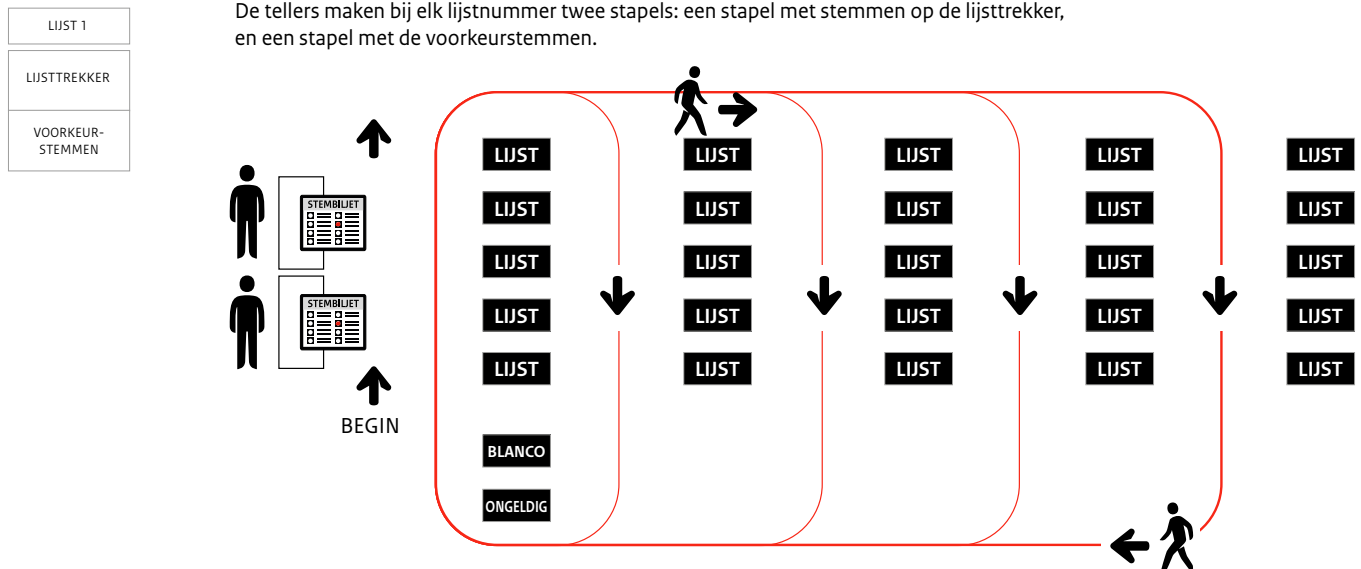 De tellers maken bij elk lijstnummer twee stapels: een stapel met stemmen op de lijsttrekker,
en een stapel met de voorkeurstemmen.
LIJST 1
LIJSTTREKKER
VOORKEUR-
STEMMEN
STEMBILJET
STEMBILJET
BEGIN
LIJST LIJST LIJST LIJST LIJST
LIJST LIJST LIJST LIJST LIJST
LIJST LIJST LIJST LIJST LIJST
LIJST LIJST LIJST LIJST LIJST
LIJST LIJST LIJST LIJST LIJST
BLANCO
ONGELDIG